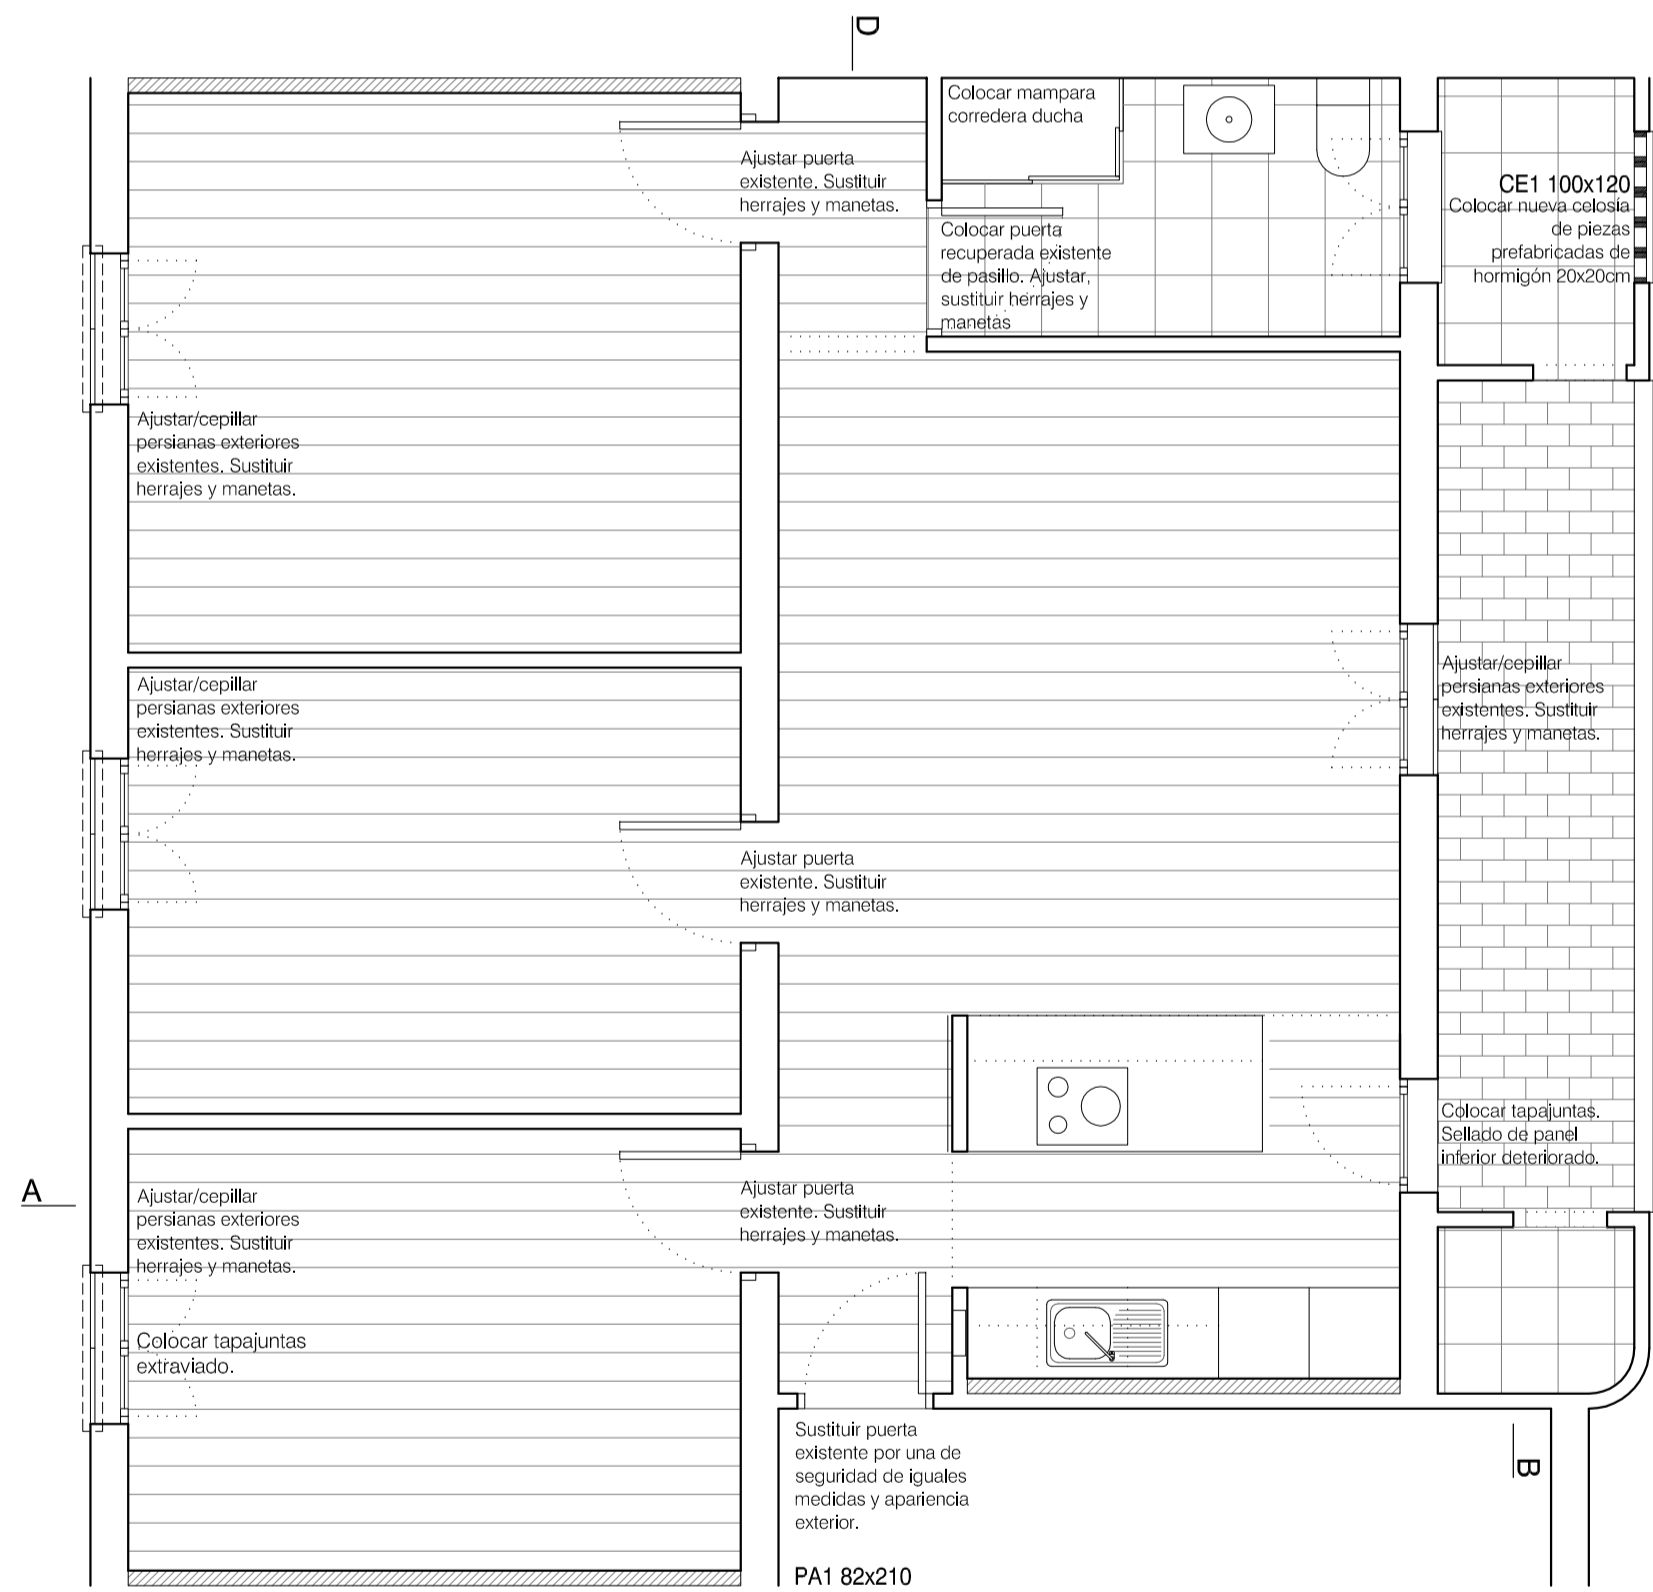 D
Colocar mampara
corredera ducha
Ajustar puerta
existente. Sustituir
herrajes y manetas.
CE1 100x120
Colocar nueva celosía
de piezas
prefabricadas de
hormigón 20x20cm
Colocar puerta
recuperada existente
de pasillo. Ajustar,
sustituir herrajes y
manetas
Ajustar/cepillar
persianas exteriores
existentes. Sustituir
herrajes y manetas.
Ajustar/cepillar
persianas exteriores
existentes. Sustituir
herrajes y manetas.
Ajustar/cepillar
persianas exteriores
existentes. Sustituir
herrajes y manetas.
Ajustar puerta
existente. Sustituir
herrajes y manetas.
Colocar tapajuntas.
Sellado de panel
inferior deteriorado.
A
Ajustar/cepillar
persianas exteriores
existentes. Sustituir
herrajes y manetas.
Ajustar puerta
existente. Sustituir
herrajes y manetas.
Colocar tapajuntas
extraviado.
Sustituir puerta
existente por una de
seguridad de iguales
medidas y apariencia
exterior.
B
PA1 82x210